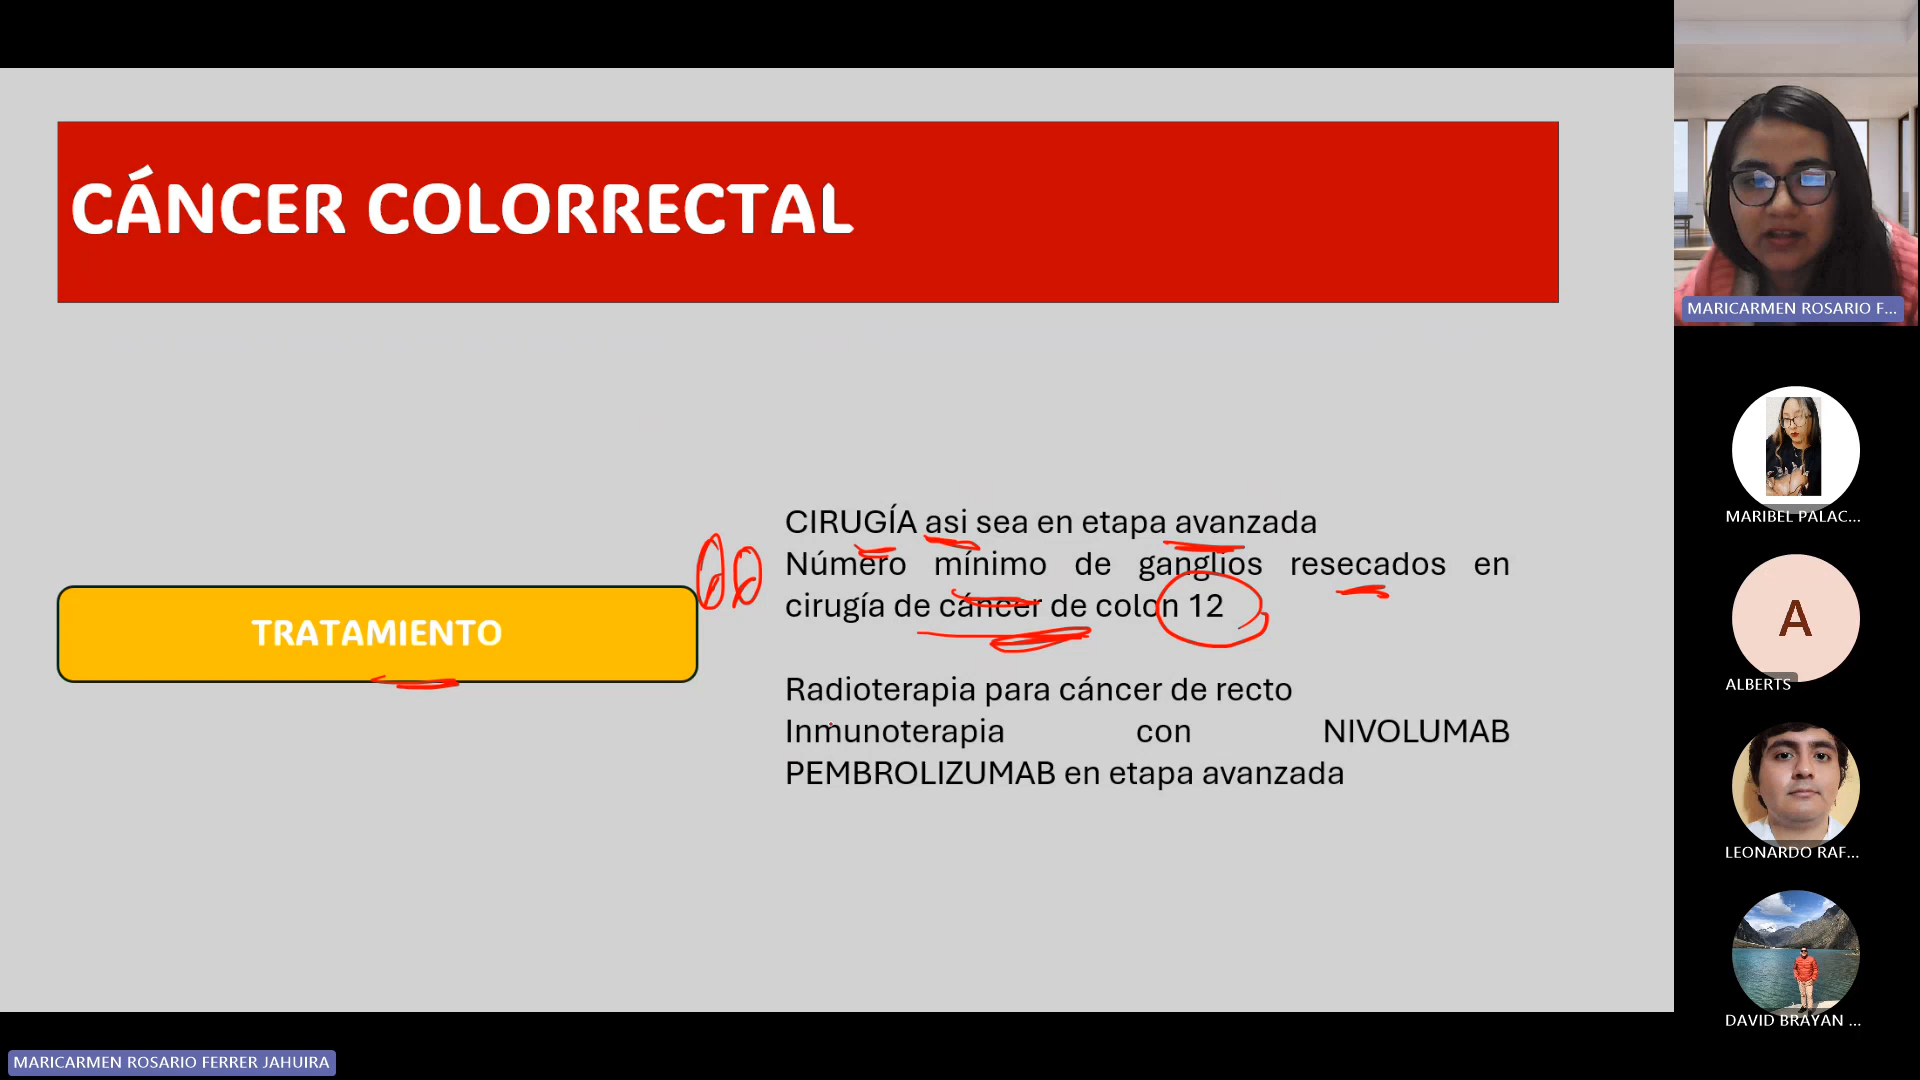 CÁNCER COLORRECTAL
TRATAMIENTO
CIRUGÍA asi sea en etapa avanzada
Número mínimo de ganglios resecados en
cirugía de cáncer de colon 12
Radioterapia para cáncer de recto
Inmunoterapia con NIVOLUMAB
PEMBROLIZUMAB en etapa avanzada
MARICARMEN ROSARIO F...
MARIBEL PALAC...
A
ALBERTS
LEONARDO RAF...
DAVID BRAYAN ...
MARICARMEN ROSARIO FERRER JAHUIRA